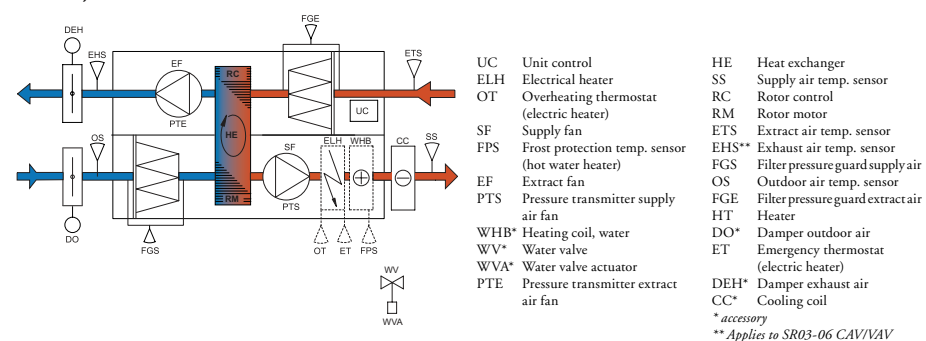 FGE
DEH
EHS
ETS
EF
RC
PTE
UC
OS
HE
SF
ELH
WHB
CC
SS
RM
PTS
DO
FGS
OT
ET
FPS
WV
WVA
UC Unit control
ELH Electrical heater
OT Overheating thermostat
(electric heater)
SF Supply fan
FPS Frost protection temp. sensor
(hot water heater)
EF Extract fan
PTS Pressure transmitter supply
air fan
WHB* Heating coil, water
WV* Water valve
WVA* Water valve actuator
PTE Pressure transmitter extract
air fan
HE Heat exchanger
SS Supply air temp. sensor
RC Rotor control
RM Rotor motor
ETS Extract air temp. sensor
EHS** Exhaust air temp. sensor
FGS Filter pressure guard supply air
OS Outdoor air temp. sensor
FGE Filter pressure guard extract air
HT Heater
DO* Damper outdoor air
ET Emergency thermostat
(electric heater)
DEH* Damper exhaust air
CC* Cooling coil
* accessory
** Applies to SR03-06 CAV/VAV